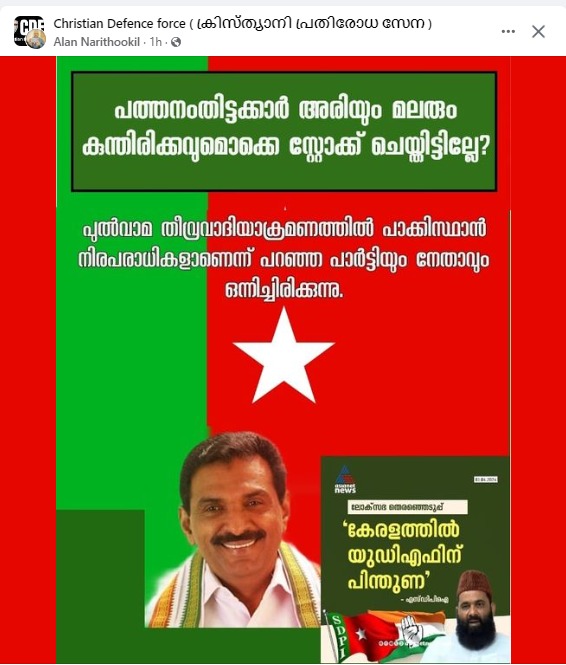 Christian Defence force ( ക്രിസ്ത്യാനി പ്രതിരോധ സേന )
Alan Narithookil · 1h ·
പത്തനംതിട്ടക്കാർ അരിയും മലരും
കുന്തിരിക്കവുമൊക്കെ സ്റ്റോക്ക് ചെയ്തിട്ടില്ലേ?
പുൽവാമ തീവ്രവാദിയാക്രമണത്തിൽ പാക്കിസ്ഥാൻ
നിരപരാധികളാണെന്ന് പറഞ്ഞ പാർട്ടിയും നേതാവും
ഒന്നിച്ചിരിക്കുന്നു.
asianet
news
ലോക്സഭ തെരഞ്ഞെടുപ്പ്
'കേരളത്തിൽ
യുഡിഎഫിന്
പിന്തുണ'
- എസ്ഡിപിഐ
SDPI